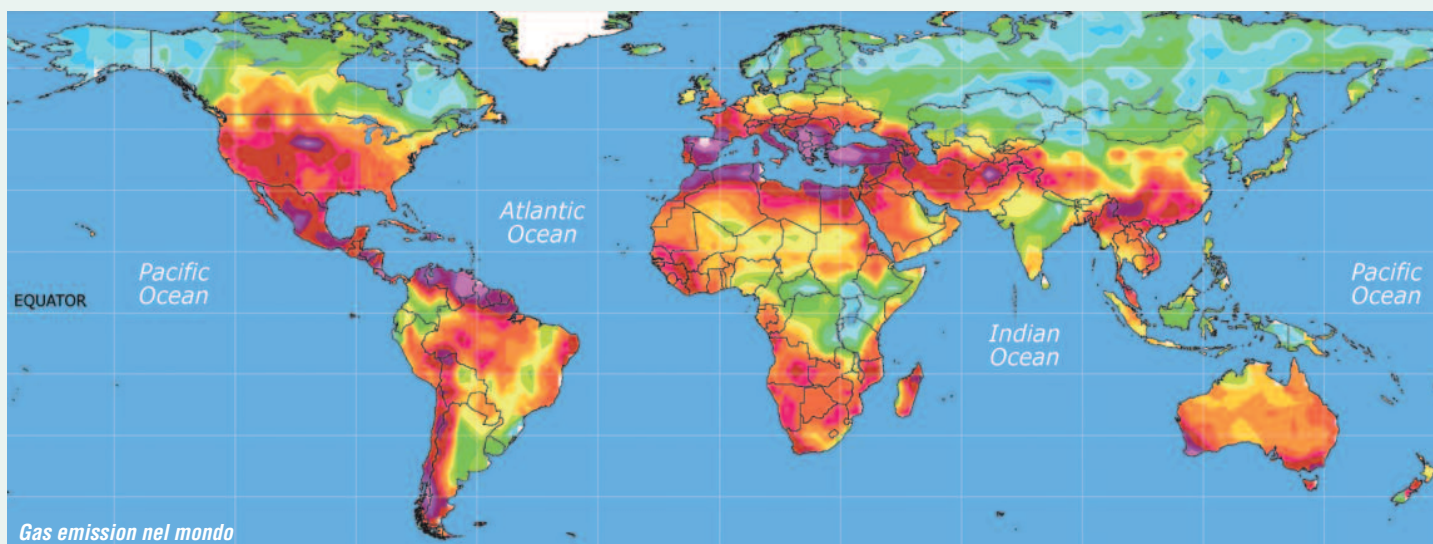 Atlantic
Ocean
Pacific
Ocean
EQUATOR
Indian
Ocean
Pacific
Ocean
Gas emission nel mondo